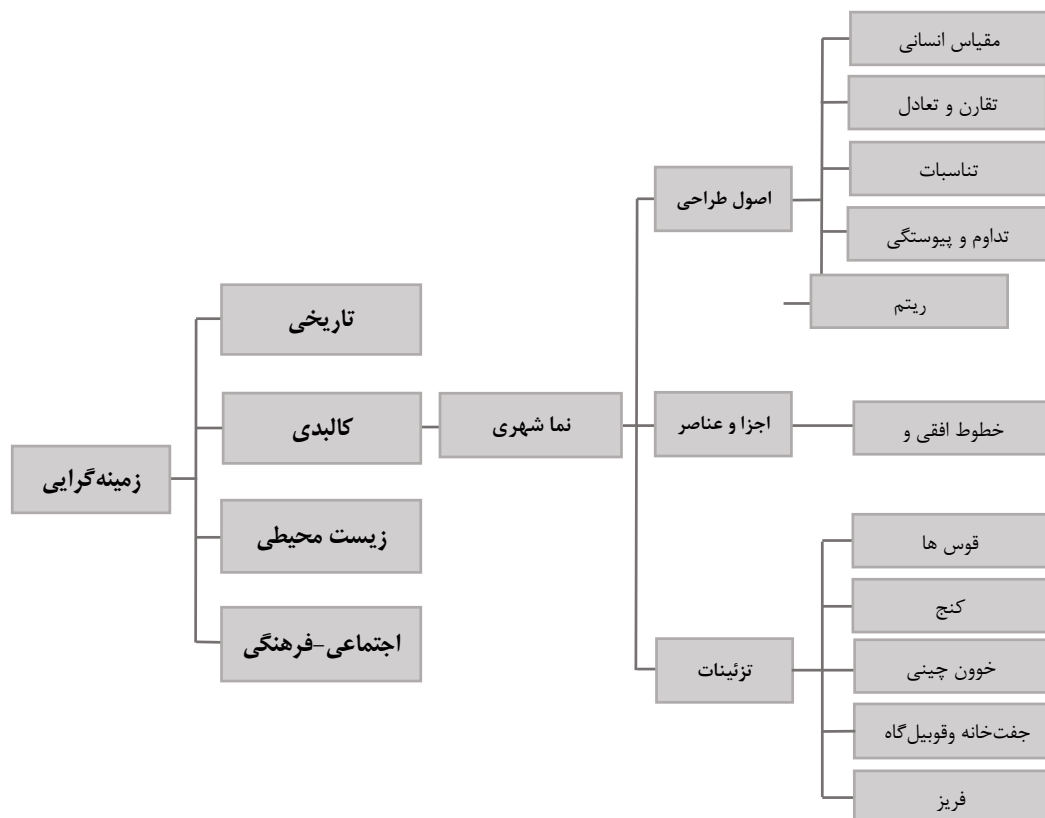 زمینه‌گرایی
تاریخی
کالبدی
زیست محیطی
اجتماعی-فرهنگی
نما شهری
اصول طراحی
مقیاس انسانی
تقارن و تعادل
تناسبات
تداوم و پیوستگی
ریتم
اجزا و عناصر
خطوط افقی و
تزئینات
قوس ها
کنج
خوون چینی
جفت‌خانه وقوبیل‌گاه
فریز